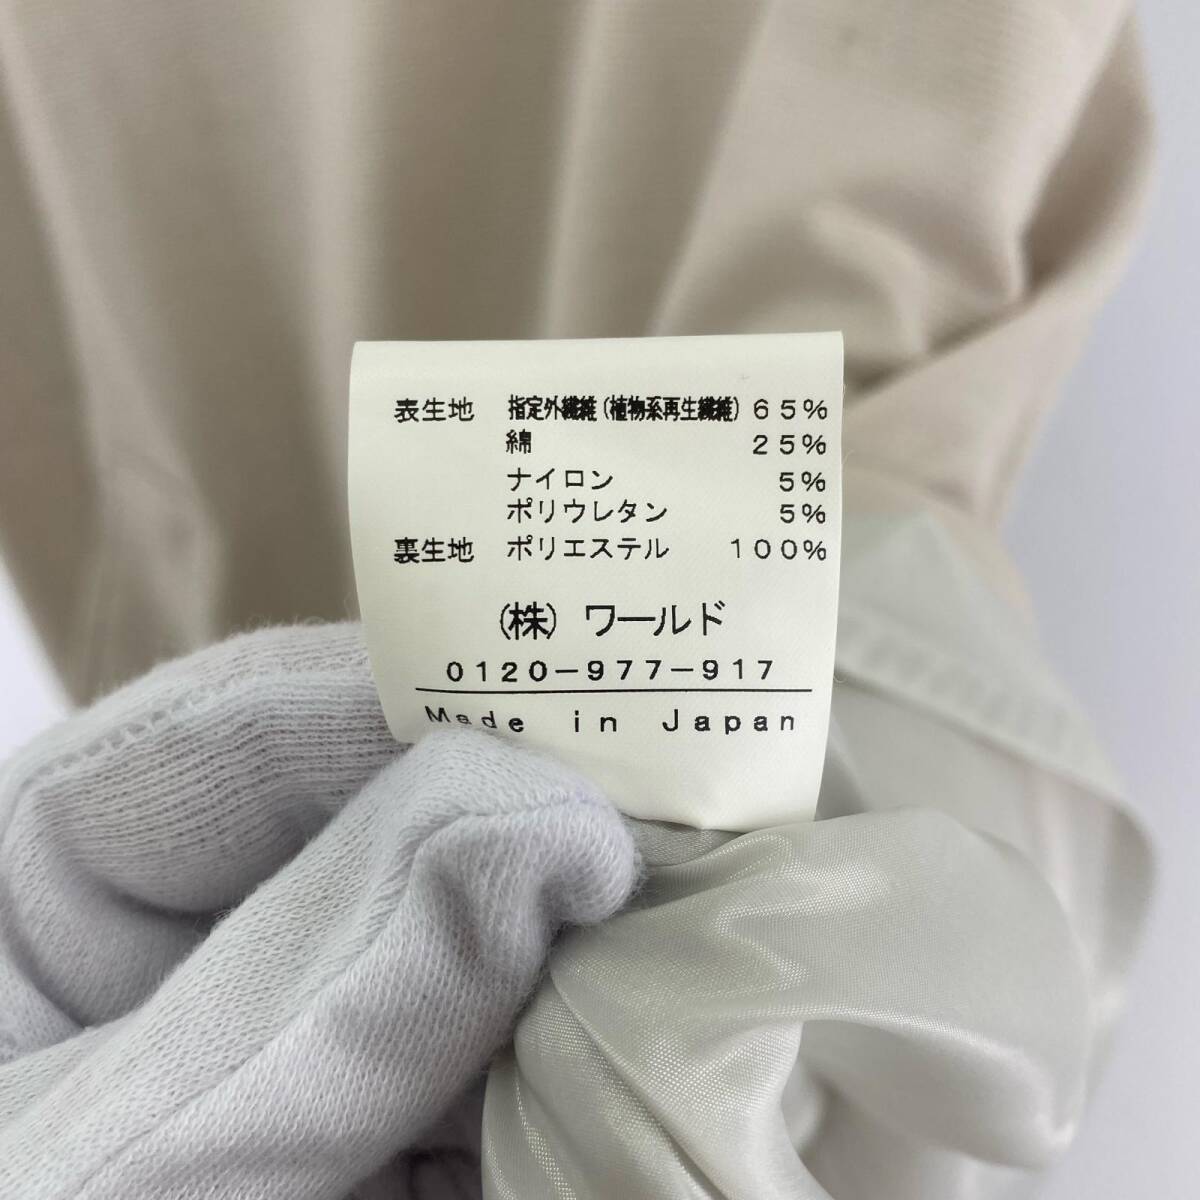 表生地 指定外繊維(植物系再生繊維) 65%
綿 25%
ナイロン 5%
ポリウレタン 5%
裏生地 ポリエステル 100%
(株) ワールド
0120-977-917
Made in Japan